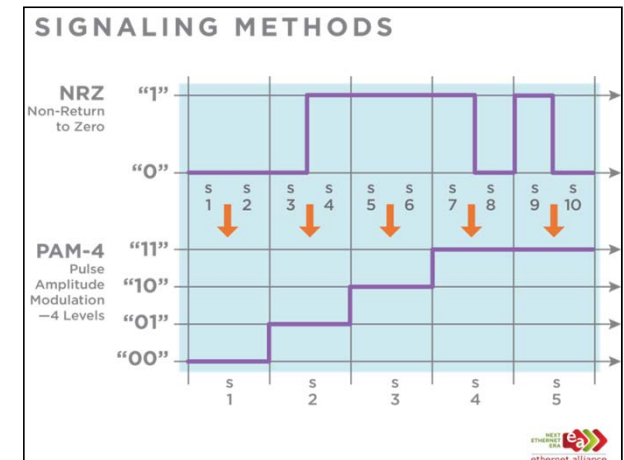 SIGNALING METHODS
NRZ
Non-Return
to Zero
“1”
“0”
s s s s s s s s s s
1 2 3 4 5 6 7 8 9 10
PAM-4
Pulse
Amplitude
Modulation
—4 Levels
“11”
“10”
“01”
“00”
s s s s s
1 2 3 4 5
NEXT
ETHERNET
ERA
ea
ethernet alliance